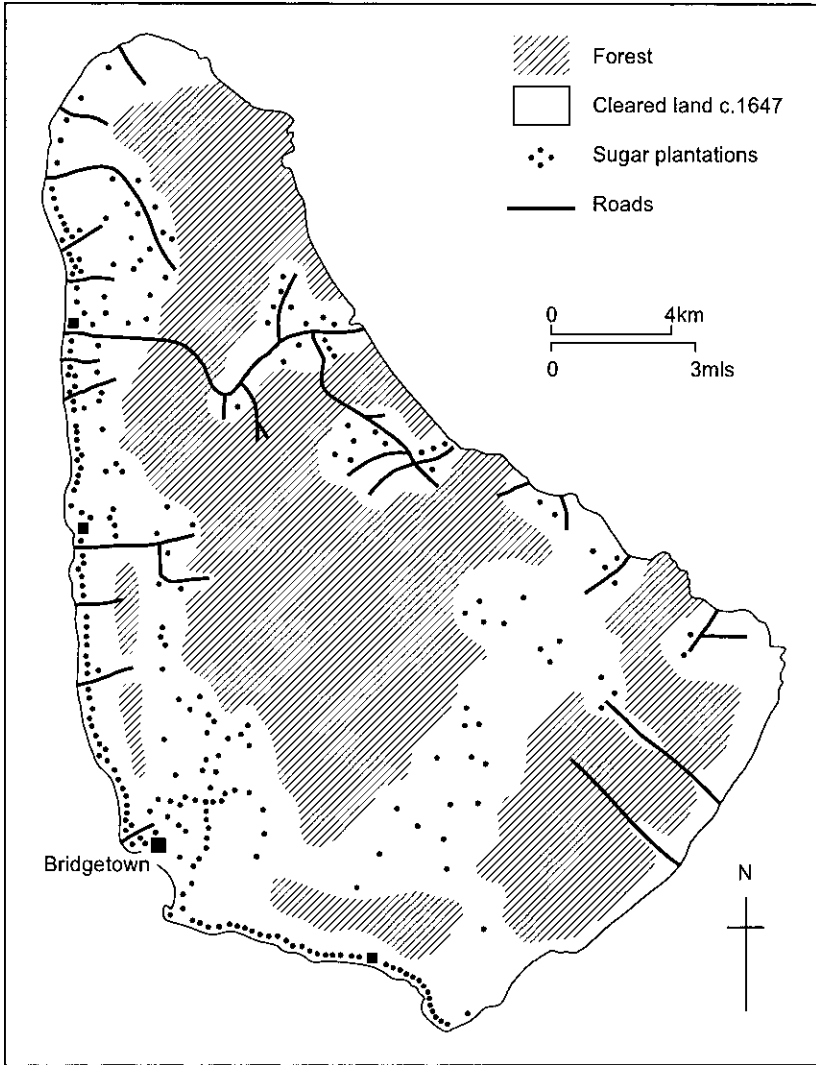 Forest
Cleared land c.1647
Sugar plantations
Roads
0 4km
0 3mls
Bridgetown
N